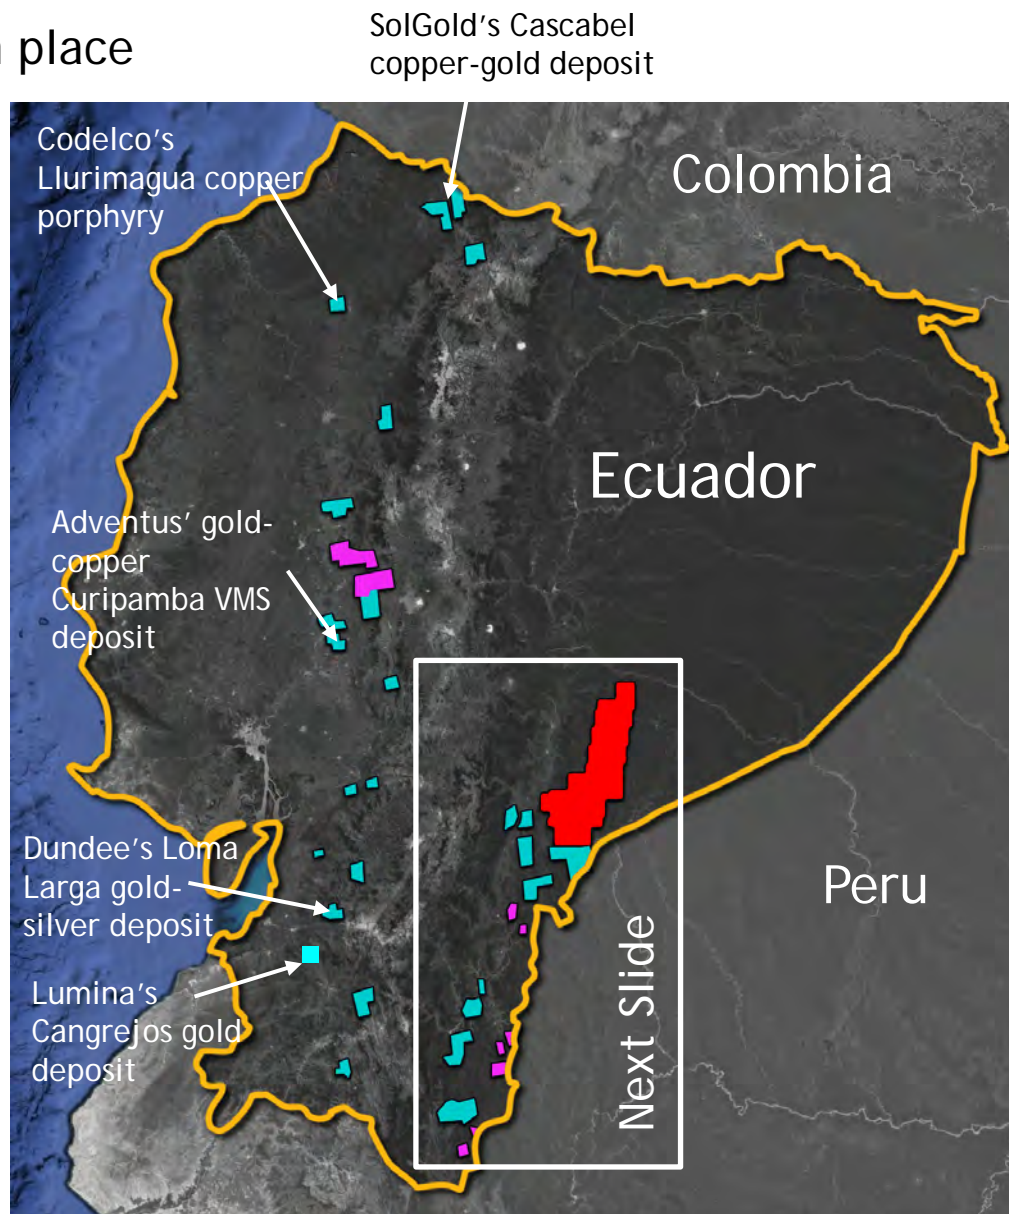 place
SolGold's Cascabel
copper-gold deposit
Codelco's
Llurimagua copper
porphyry
Colombia
Ecuador
Adventus' gold-
copper
Curipamba VMS
deposit
Dundee's Loma
Larga gold-
silver deposit
Peru
Lumina's
Cangrejos gold
deposit
Next Slide